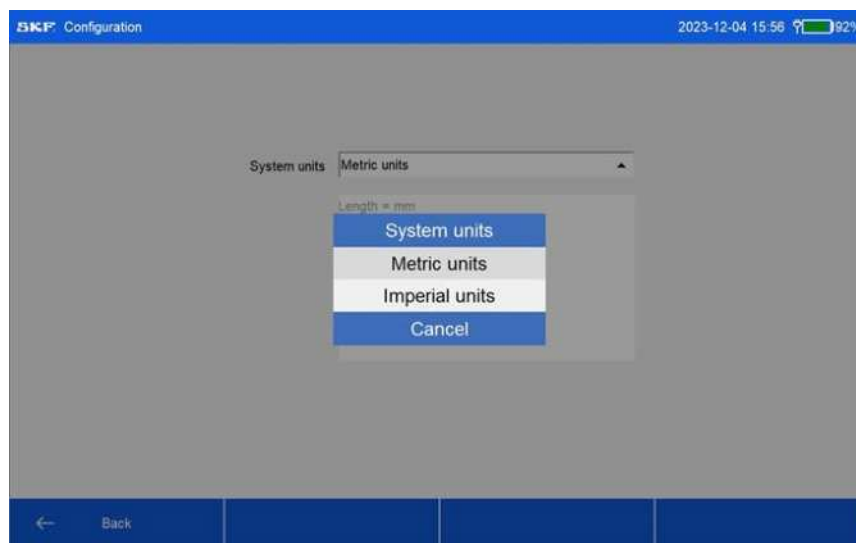 SKF Configuration 2023-12-04 15:56 92%
System units Metric units
Length = mm
System units
Metric units
Imperial units
Cancel
← Back